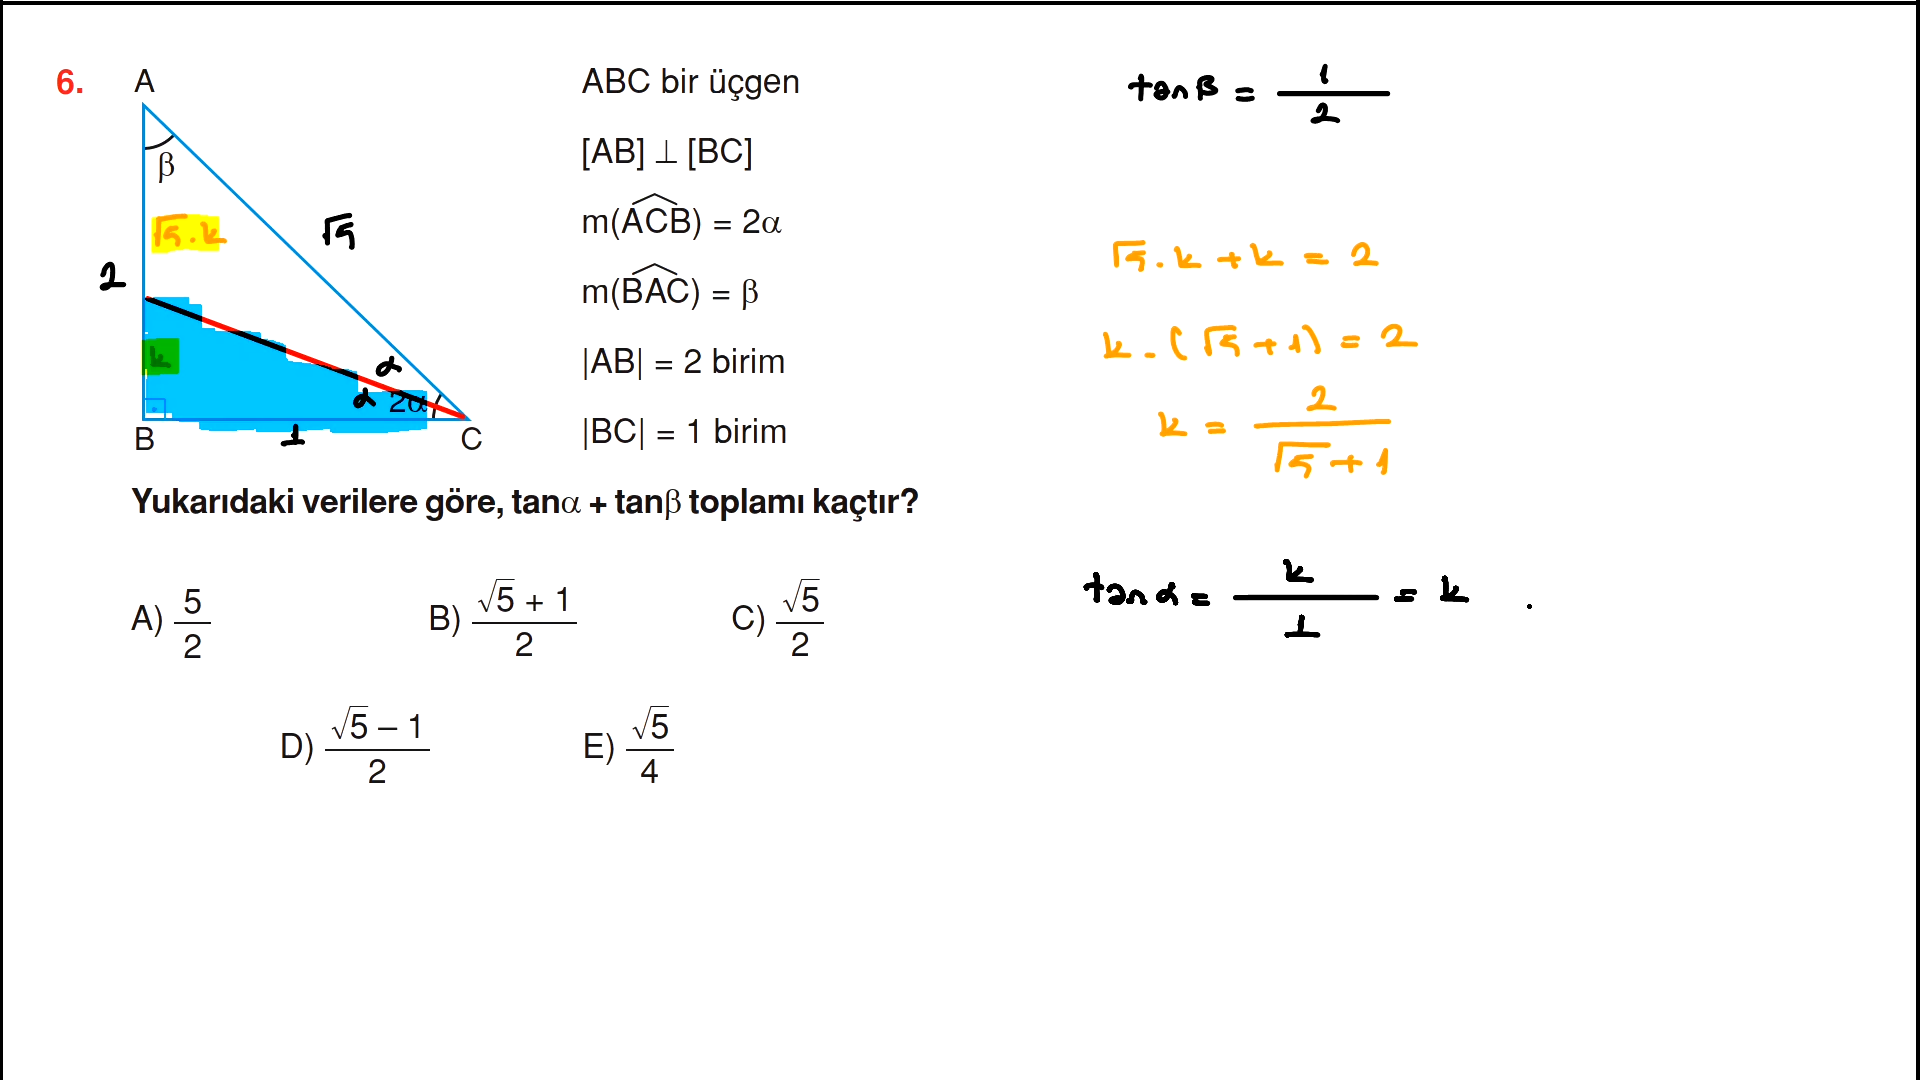 6.
A
β
√5.k
√5
2
k
α
α 2α
B 1 C
ABC bir üçgen
[AB] ⊥ [BC]
m(ACB) = 2α
m(BAC) = β
|AB| = 2 birim
|BC| = 1 birim
Yukarıdaki verilere göre, tanα + tanβ toplamı kaçtır?
A) 5/2 B) (√5 + 1)/2 C) √5/2
D) (√5 – 1)/2 E) √5/4
tanβ = 1/2
√5.k + k = 2
k.(√5+1) = 2
k = 2/(√5+1)
tanα = k/1 = k